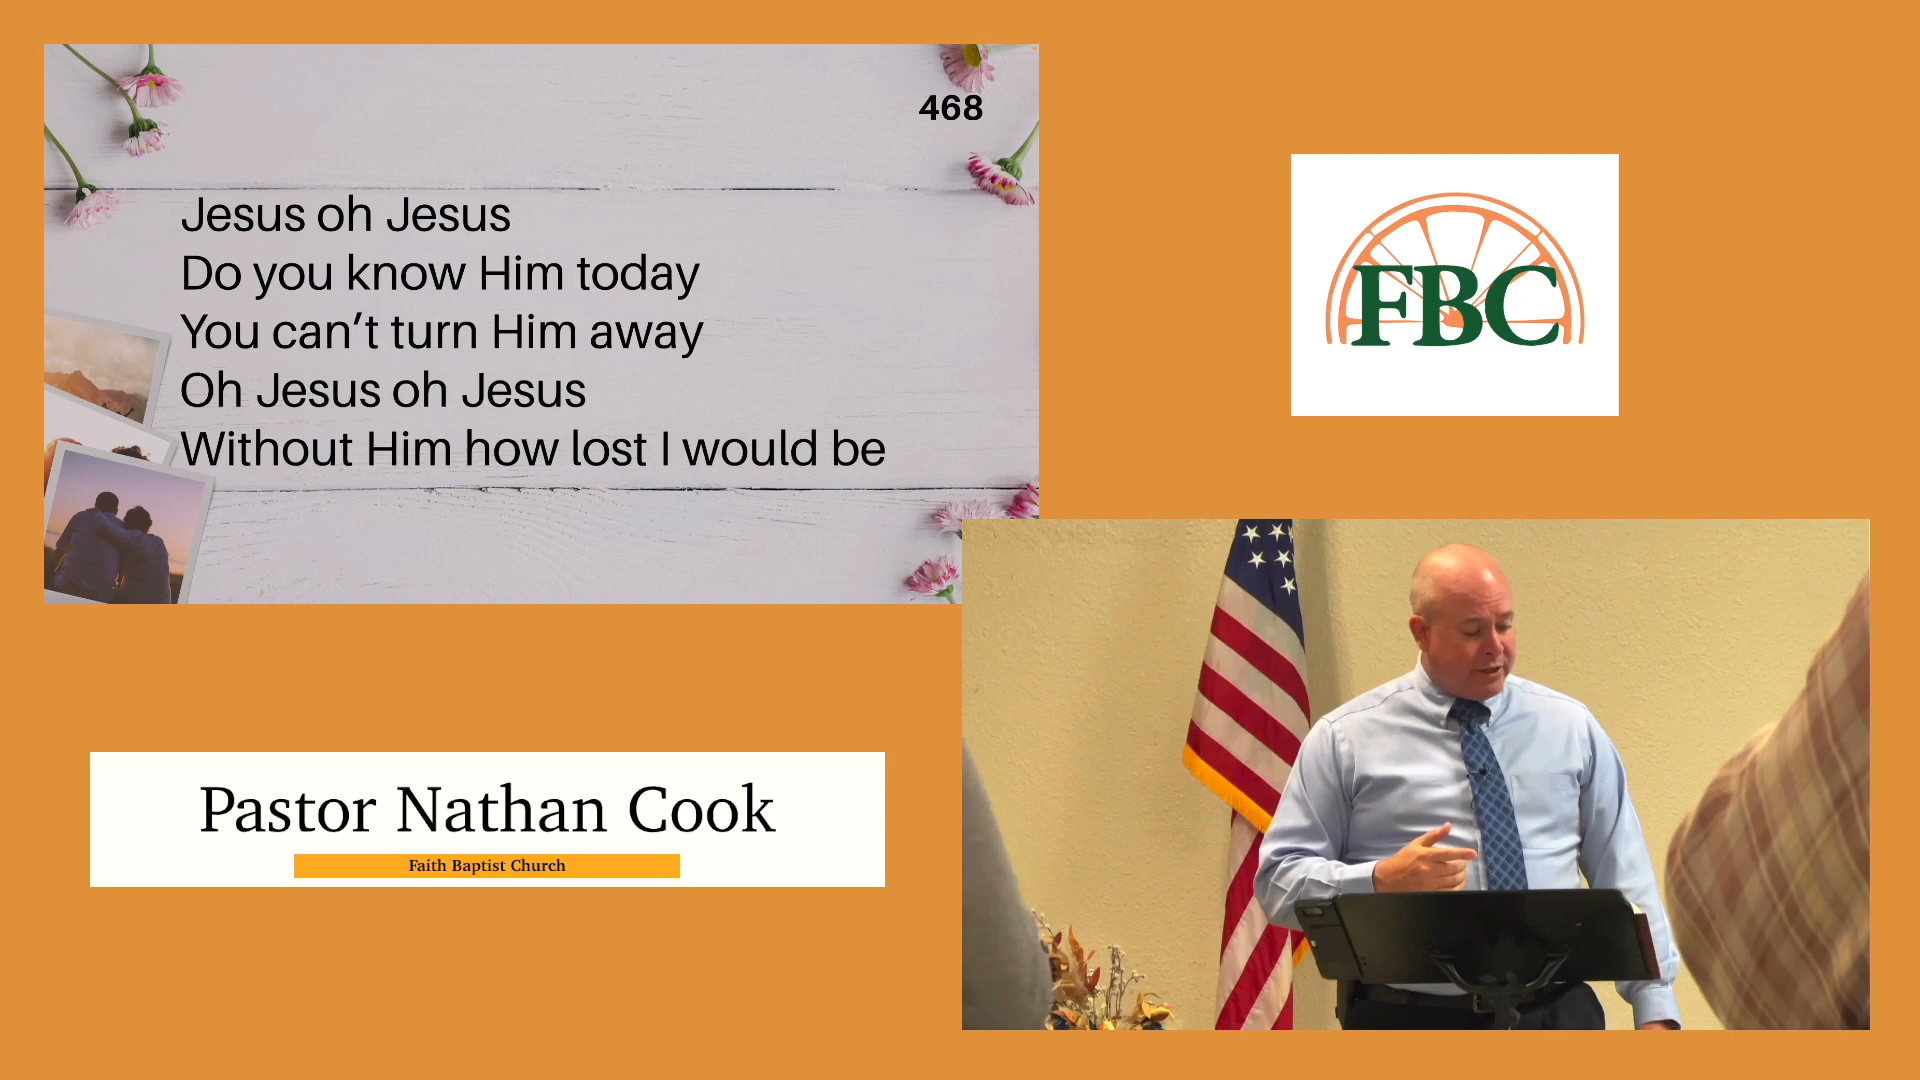 468
Jesus oh Jesus
Do you know Him today
You can’t turn Him away
Oh Jesus oh Jesus
Without Him how lost I would be
FBC
Pastor Nathan Cook
Faith Baptist Church